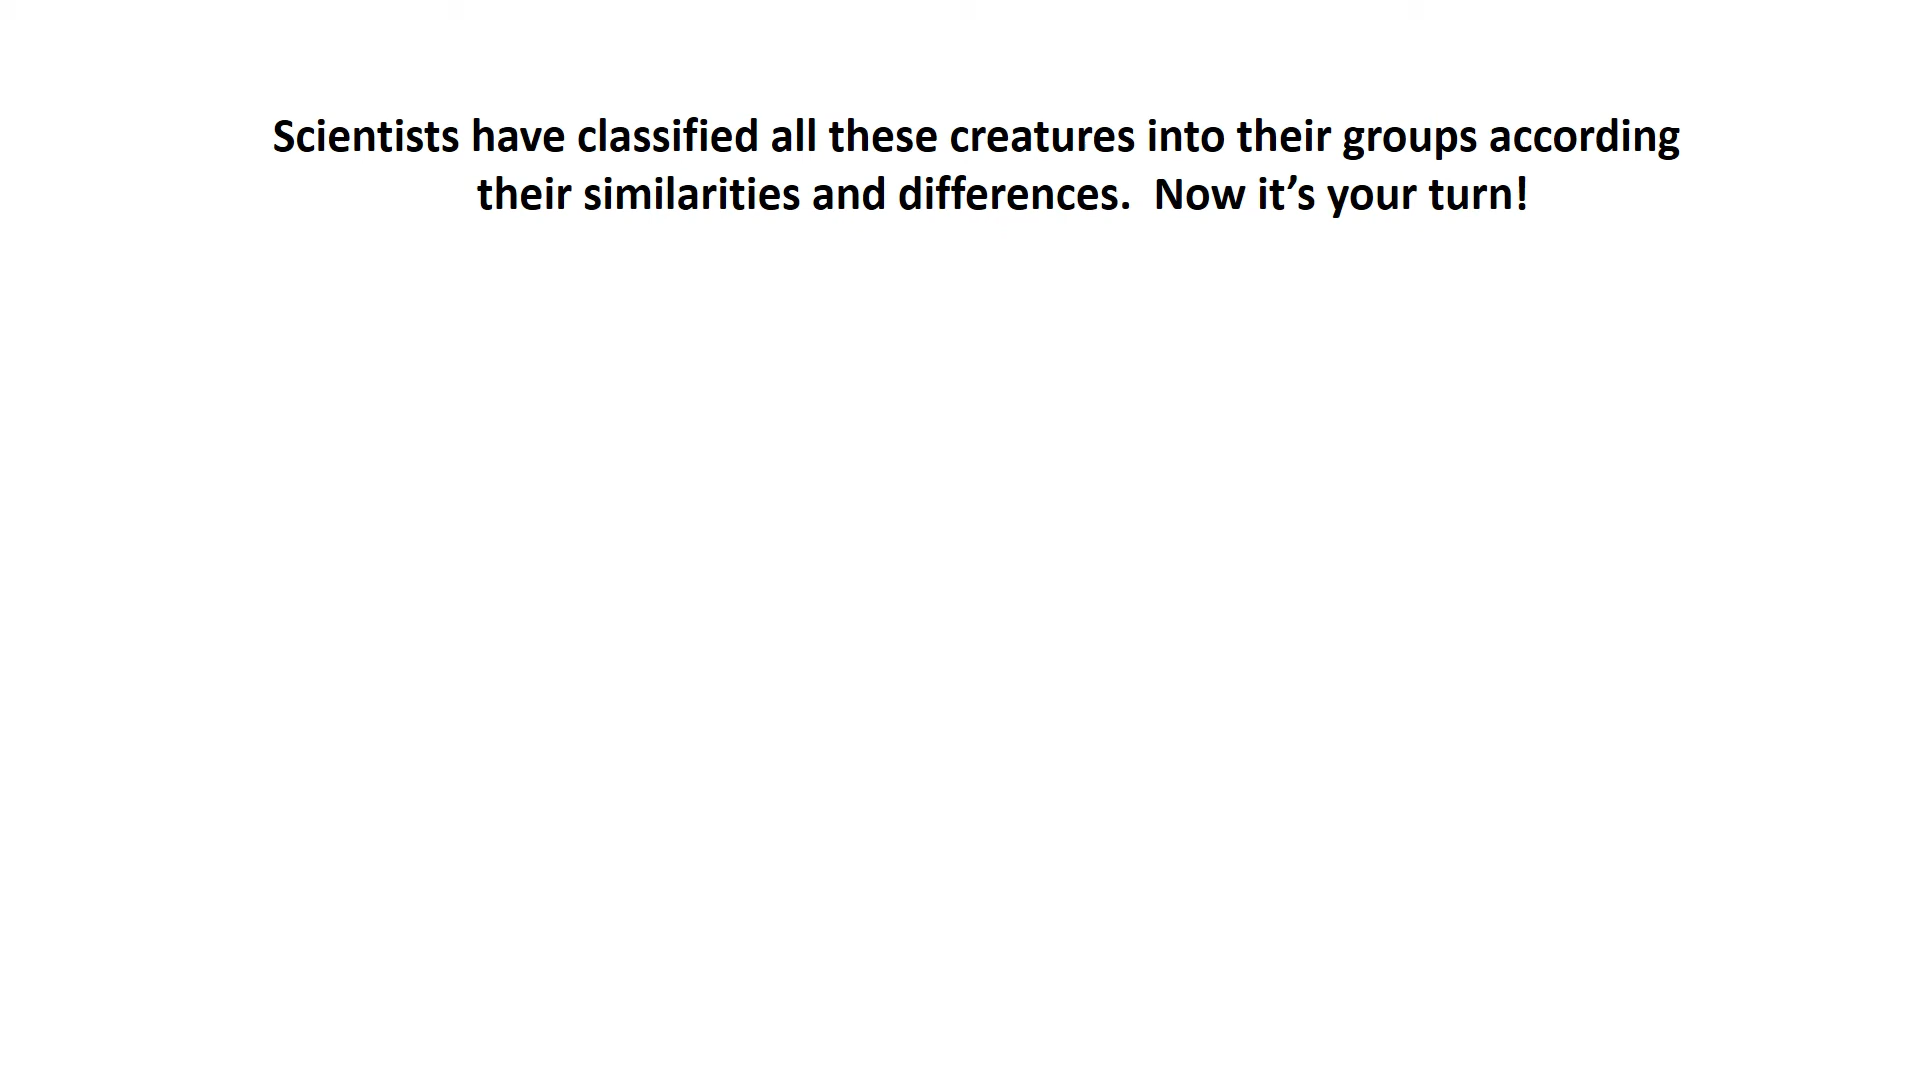 Scientists have classified all these creatures into their groups according
their similarities and differences.  Now it’s your turn!